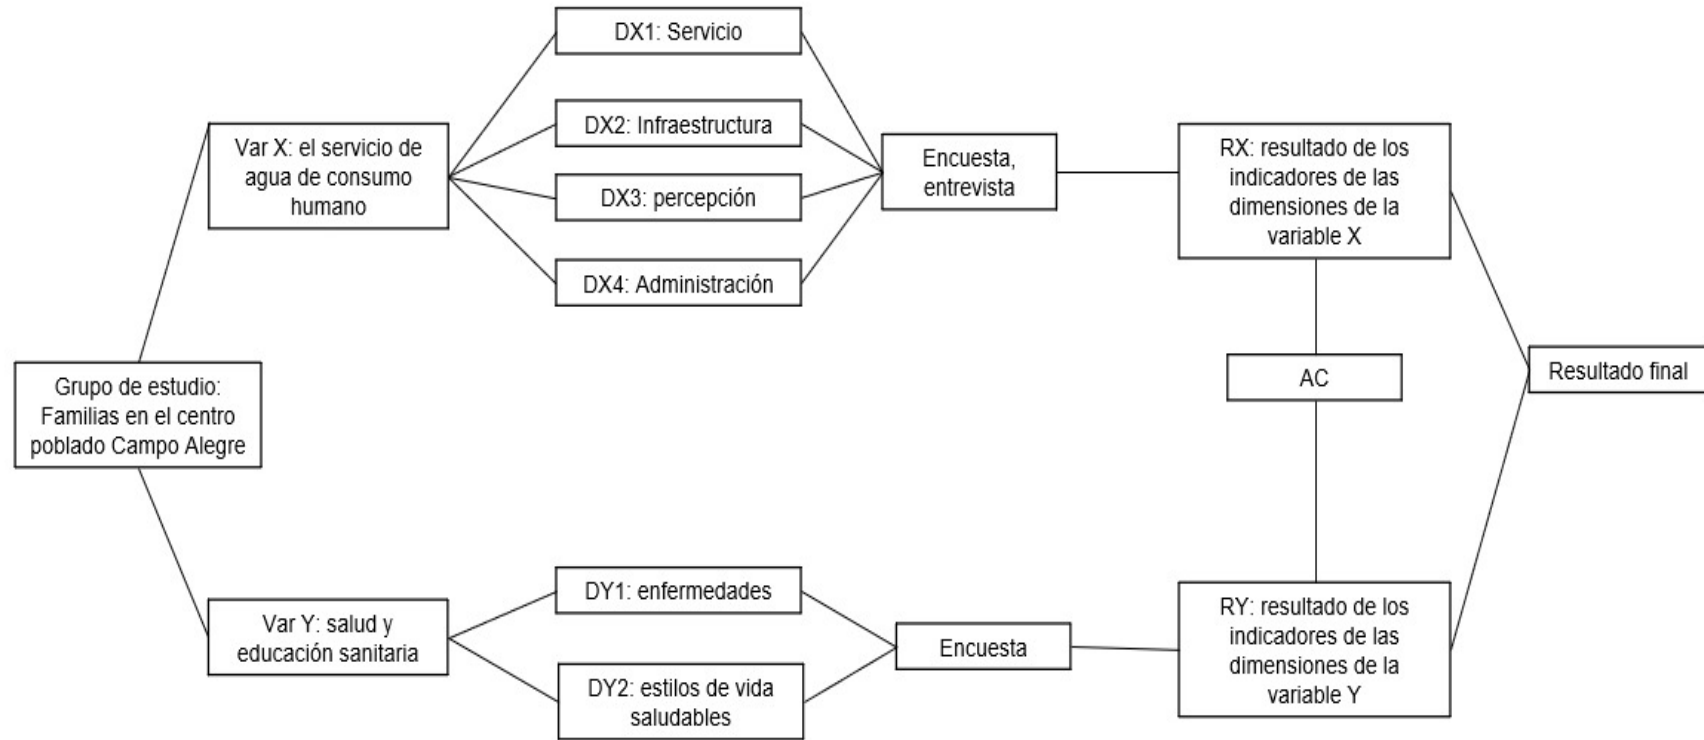 DX1: Servicio
DX2: Infraestructura
DX3: percepción
DX4: Administración
Var X: el servicio de
agua de consumo
humano
Encuesta,
entrevista
RX: resultado de los
indicadores de las
dimensiones de la
variable X
Grupo de estudio:
Familias en el centro
poblado Campo Alegre
AC
Resultado final
Var Y: salud y
educación sanitaria
DY1: enfermedades
DY2: estilos de vida
saludables
Encuesta
RY: resultado de los
indicadores de las
dimensiones de la
variable Y